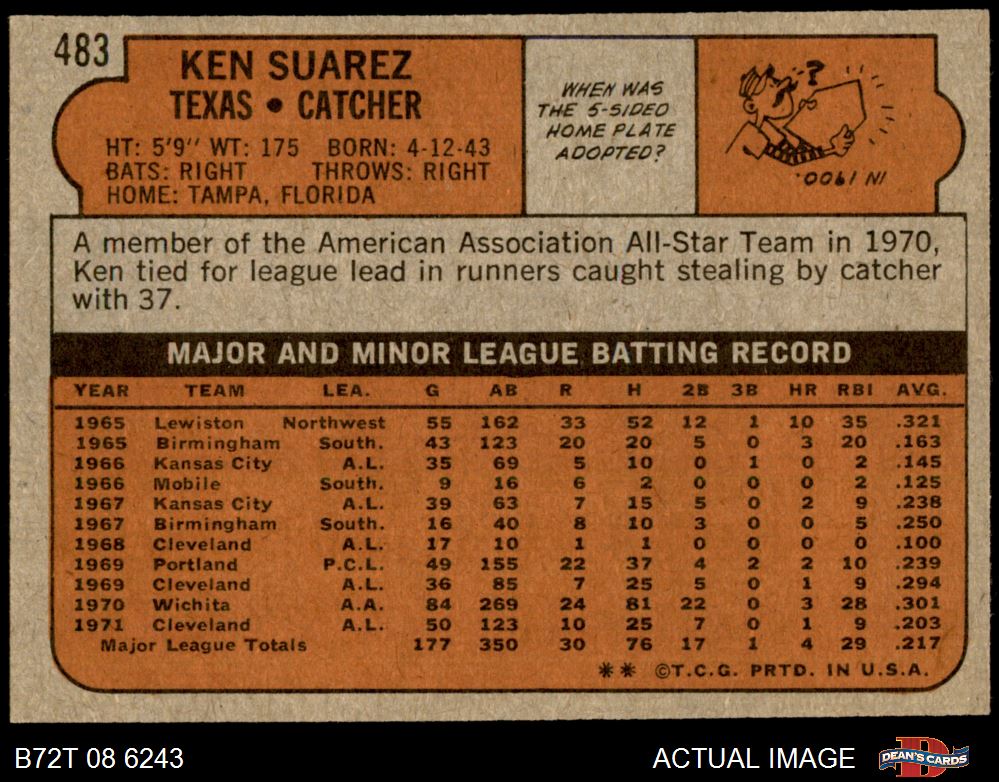 483
KEN SUAREZ
TEXAS • CATCHER
HT: 5'9" WT: 175 BORN: 4-12-43
BATS: RIGHT THROWS: RIGHT
HOME: TAMPA, FLORIDA
WHEN WAS
THE 5-SIDED
HOME PLATE
ADOPTED?
?
IN 1900.
A member of the American Association All-Star Team in 1970,
Ken tied for league lead in runners caught stealing by catcher
with 37.
MAJOR AND MINOR LEAGUE BATTING RECORD
YEAR TEAM LEA. G AB R H 2B 3B HR RBI AVG.
1965 Lewiston Northwest 55 162 33 52 12 1 10 35 .321
1965 Birmingham South. 43 123 20 20 5 0 3 20 .163
1966 Kansas City A.L. 35 69 5 10 0 1 0 2 .145
1966 Mobile South. 9 16 6 2 0 0 0 2 .125
1967 Kansas City A.L. 39 63 7 15 5 0 2 9 .238
1967 Birmingham South. 16 40 8 10 3 0 0 5 .250
1968 Cleveland A.L. 17 10 1 1 0 0 0 0 .100
1969 Portland P.C.L. 49 155 22 37 4 2 2 10 .239
1969 Cleveland A.L. 36 85 7 25 5 0 1 9 .294
1970 Wichita A.A. 84 269 24 81 22 0 3 28 .301
1971 Cleveland A.L. 50 123 10 25 7 0 1 9 .203
Major League Totals 177 350 30 76 17 1 4 29 .217
** ©T.C.G. PRTD. IN U.S.A.
B72T 08 6243
ACTUAL IMAGE
DEAN'S CARDS